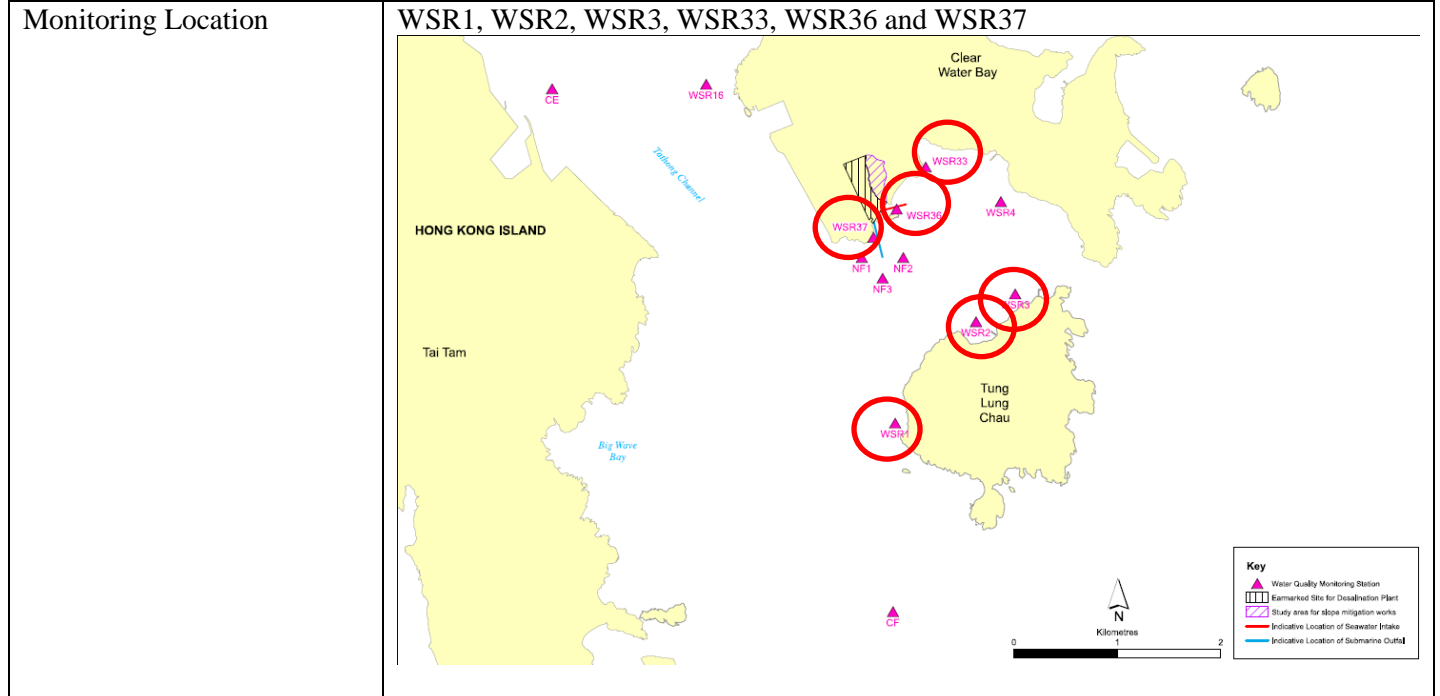 Monitoring Location
WSR1, WSR2, WSR3, WSR33, WSR36 and WSR37
Clear
Water Bay
CE
WSR16
Tathong Channel
WSR33
WSR36
WSR4
WSR37
HONG KONG ISLAND
NF1
NF2
NF3
WSR3
WSR2
Tai Tam
Tung
Lung
Chau
WSR1
Big Wave
Bay
CF
N
Kilometres
0 1 2
Key
Water Quality Monitoring Station
Earmarked Site for Desalination Plant
Study area for slope mitigation works
Indicative Location of Seawater Intake
Indicative Location of Submarine Outfall